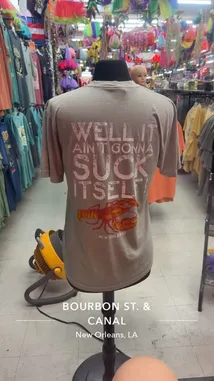 WELL IT
AIN'T GONNA
SUCK
ITSELF
BOURBON ST. &
CANAL
New Orleans, LA